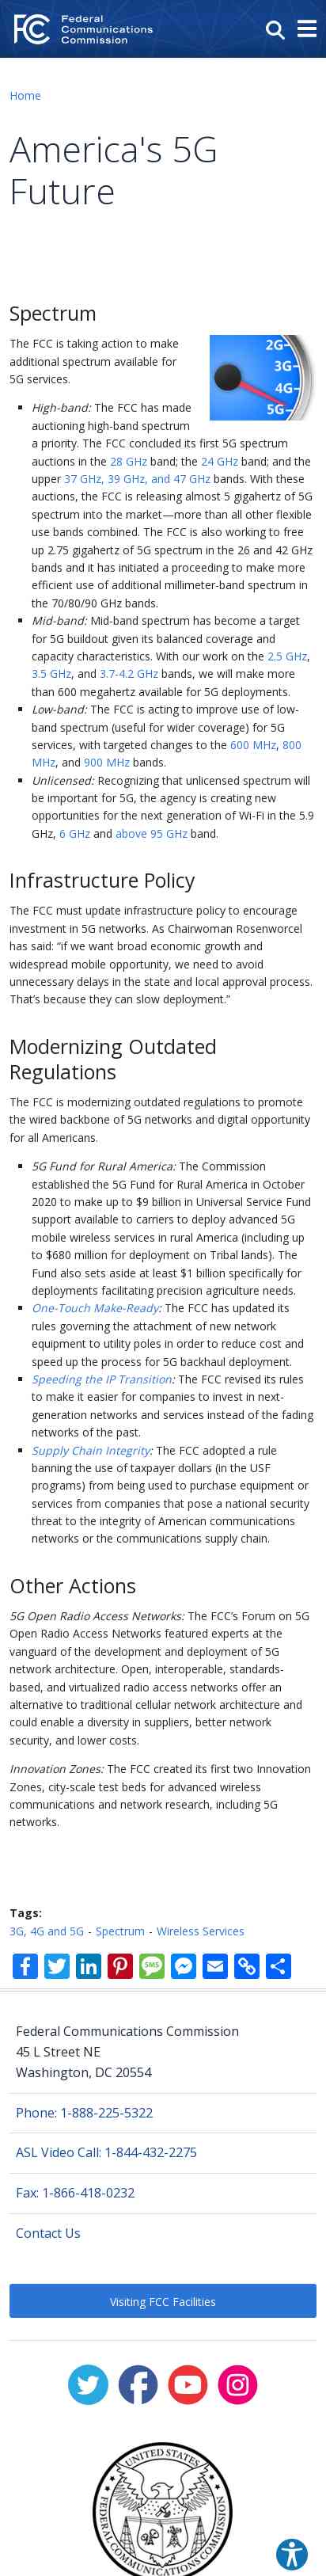 Federal
Communications
Commission
Home
America's 5G
Future
Spectrum
The FCC is taking action to make
additional spectrum available for
5G services.
2G
3G
4G
5G
▪ High-band: The FCC has made
auctioning high-band spectrum
a priority. The FCC concluded its first 5G spectrum
auctions in the 28 GHz band; the 24 GHz band; and the
upper 37 GHz, 39 GHz, and 47 GHz bands. With these
auctions, the FCC is releasing almost 5 gigahertz of 5G
spectrum into the market—more than all other flexible
use bands combined. The FCC is also working to free
up 2.75 gigahertz of 5G spectrum in the 26 and 42 GHz
bands and it has initiated a proceeding to make more
efficient use of additional millimeter-band spectrum in
the 70/80/90 GHz bands.
▪ Mid-band: Mid-band spectrum has become a target
for 5G buildout given its balanced coverage and
capacity characteristics. With our work on the 2.5 GHz,
3.5 GHz, and 3.7-4.2 GHz bands, we will make more
than 600 megahertz available for 5G deployments.
▪ Low-band: The FCC is acting to improve use of low-
band spectrum (useful for wider coverage) for 5G
services, with targeted changes to the 600 MHz, 800
MHz, and 900 MHz bands.
▪ Unlicensed: Recognizing that unlicensed spectrum will
be important for 5G, the agency is creating new
opportunities for the next generation of Wi-Fi in the 5.9
GHz, 6 GHz and above 95 GHz band.
Infrastructure Policy
The FCC must update infrastructure policy to encourage
investment in 5G networks. As Chairwoman Rosenworcel
has said: “if we want broad economic growth and
widespread mobile opportunity, we need to avoid
unnecessary delays in the state and local approval process.
That’s because they can slow deployment.”
Modernizing Outdated
Regulations
The FCC is modernizing outdated regulations to promote
the wired backbone of 5G networks and digital opportunity
for all Americans.
▪ 5G Fund for Rural America: The Commission
established the 5G Fund for Rural America in October
2020 to make up to $9 billion in Universal Service Fund
support available to carriers to deploy advanced 5G
mobile wireless services in rural America (including up
to $680 million for deployment on Tribal lands). The
Fund also sets aside at least $1 billion specifically for
deployments facilitating precision agriculture needs.
▪ One-Touch Make-Ready: The FCC has updated its
rules governing the attachment of new network
equipment to utility poles in order to reduce cost and
speed up the process for 5G backhaul deployment.
▪ Speeding the IP Transition: The FCC revised its rules
to make it easier for companies to invest in next-
generation networks and services instead of the fading
networks of the past.
▪ Supply Chain Integrity: The FCC adopted a rule
banning the use of taxpayer dollars (in the USF
programs) from being used to purchase equipment or
services from companies that pose a national security
threat to the integrity of American communications
networks or the communications supply chain.
Other Actions
5G Open Radio Access Networks: The FCC’s Forum on 5G
Open Radio Access Networks featured experts at the
vanguard of the development and deployment of 5G
network architecture. Open, interoperable, standards-
based, and virtualized radio access networks offer an
alternative to traditional cellular network architecture and
could enable a diversity in suppliers, better network
security, and lower costs.
Innovation Zones: The FCC created its first two Innovation
Zones, city-scale test beds for advanced wireless
communications and network research, including 5G
networks.
Tags:
3G, 4G and 5G - Spectrum - Wireless Services
SMS
Federal Communications Commission
45 L Street NE
Washington, DC 20554
Phone: 1-888-225-5322
ASL Video Call: 1-844-432-2275
Fax: 1-866-418-0232
Contact Us
Visiting FCC Facilities
UNITED STATES
FEDERAL COMMUNICATIONS COMMISSION